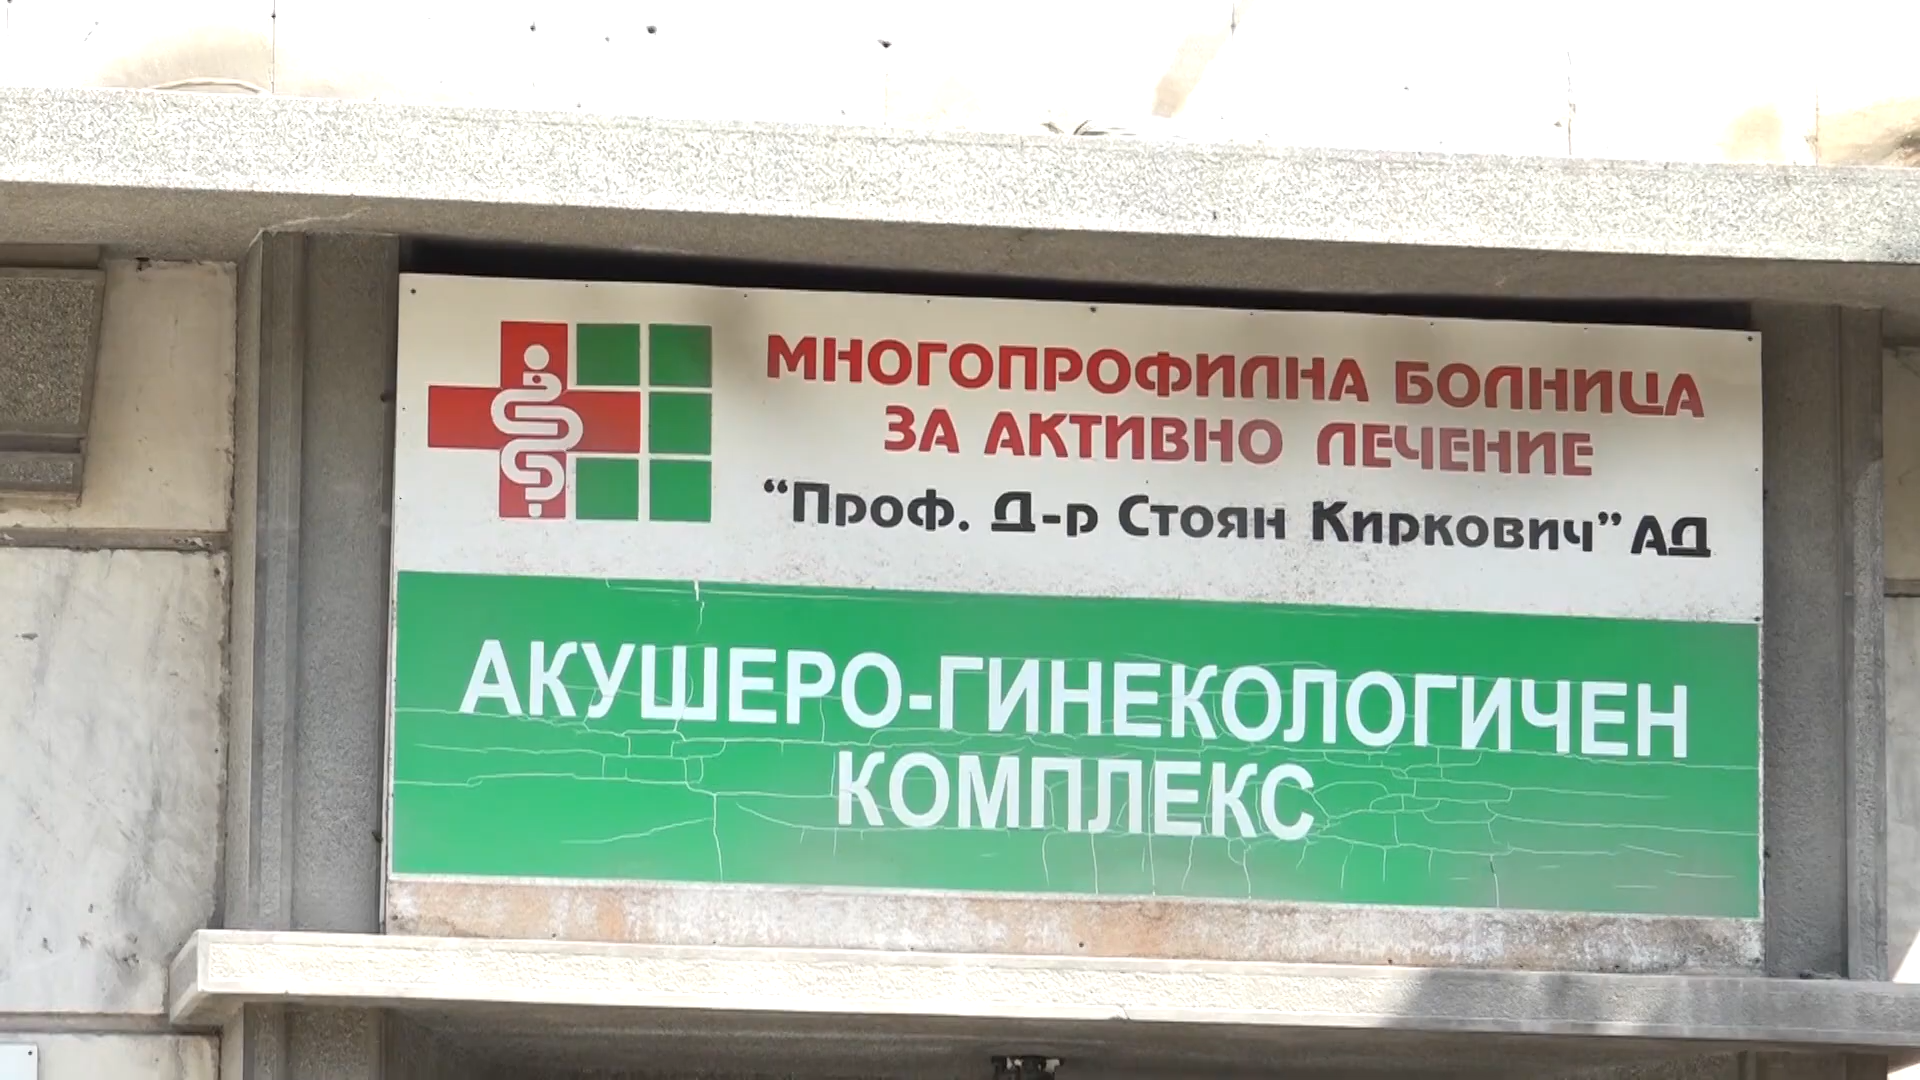 МНОГОПРОФИЛНА БОЛНИЦА
ЗА АКТИВНО ЛЕЧЕНИЕ
“Проф. Д-р Стоян Киркович” АД
АКУШЕРО-ГИНЕКОЛОГИЧЕН
КОМПЛЕКС